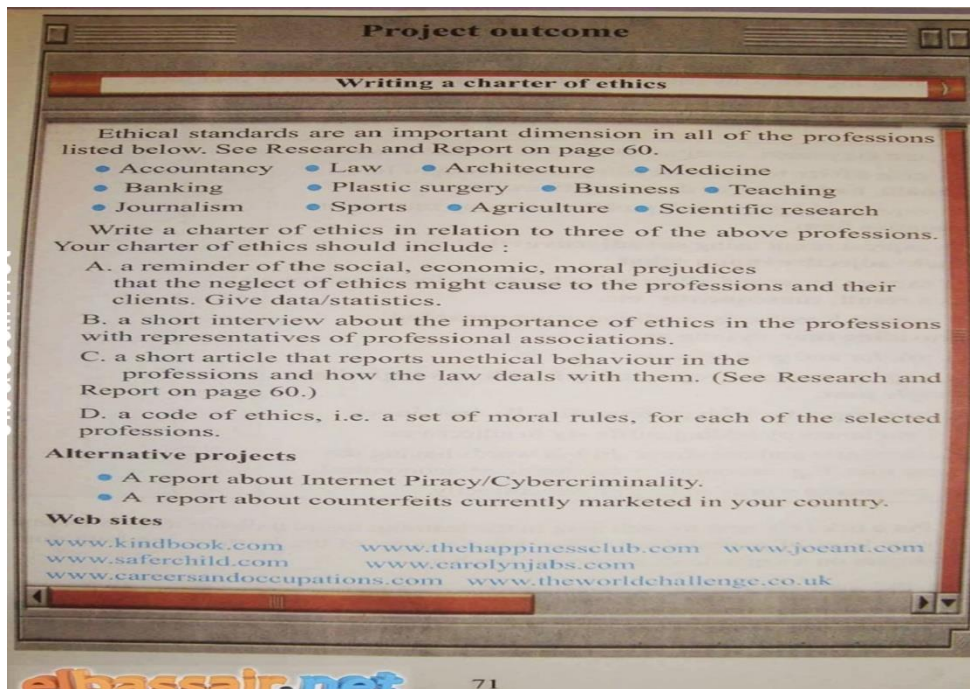 Project outcome
Writing a charter of ethics
Ethical standards are an important dimension in all of the professions
listed below. See Research and Report on page 60.
• Accountancy • Law • Architecture • Medicine
• Banking • Plastic surgery • Business • Teaching
• Journalism • Sports • Agriculture • Scientific research
Write a charter of ethics in relation to three of the above professions.
Your charter of ethics should include :
A. a reminder of the social, economic, moral prejudices
that the neglect of ethics might cause to the professions and their
clients. Give data/statistics.
B. a short interview about the importance of ethics in the professions
with representatives of professional associations.
C. a short article that reports unethical behaviour in the
professions and how the law deals with them. (See Research and
Report on page 60.)
D. a code of ethics, i.e. a set of moral rules, for each of the selected
professions.
Alternative projects
• A report about Internet Piracy/Cybercriminality.
• A report about counterfeits currently marketed in your country.
Web sites
www.kindbook.com www.thehappinessclub.com www.joeant.com
www.saferchild.com www.carolynjabs.com
www.careersandoccupations.com www.theworldchallenge.co.uk
elbassair.net
71